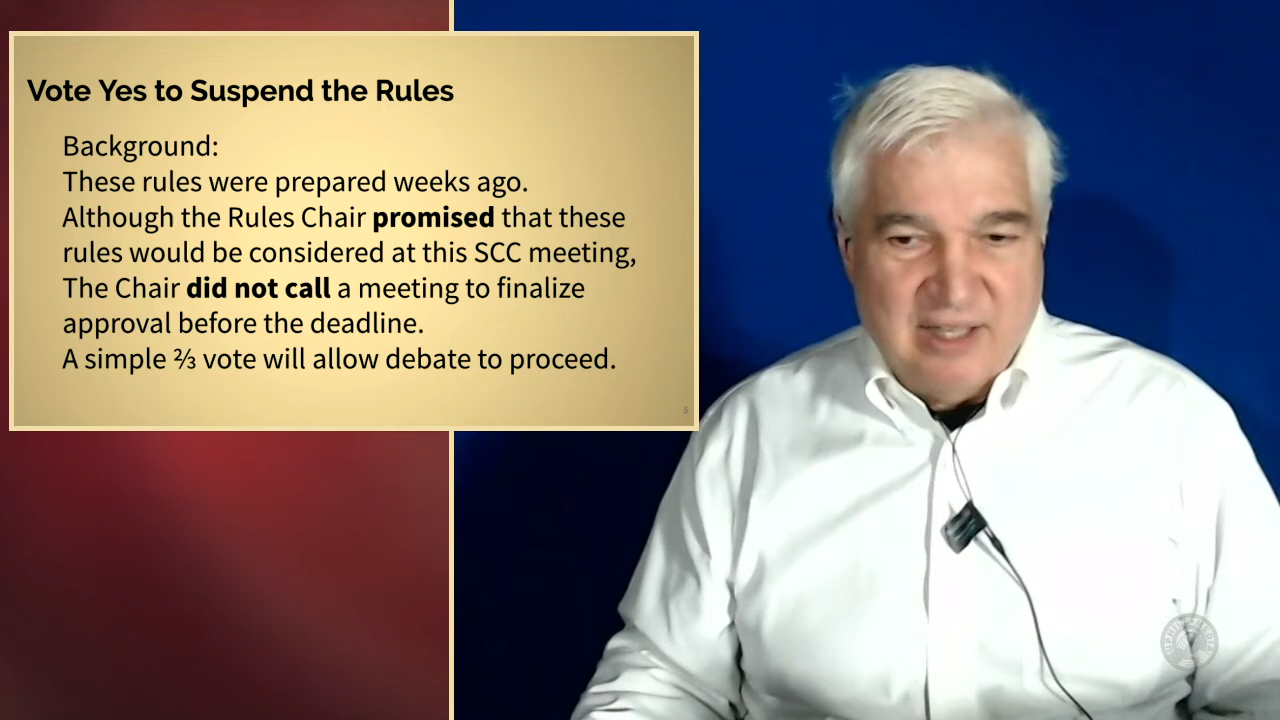 Vote Yes to Suspend the Rules
Background:
These rules were prepared weeks ago.
Although the Rules Chair promised that these
rules would be considered at this SCC meeting,
The Chair did not call a meeting to finalize
approval before the deadline.
A simple ⅔ vote will allow debate to proceed.
5